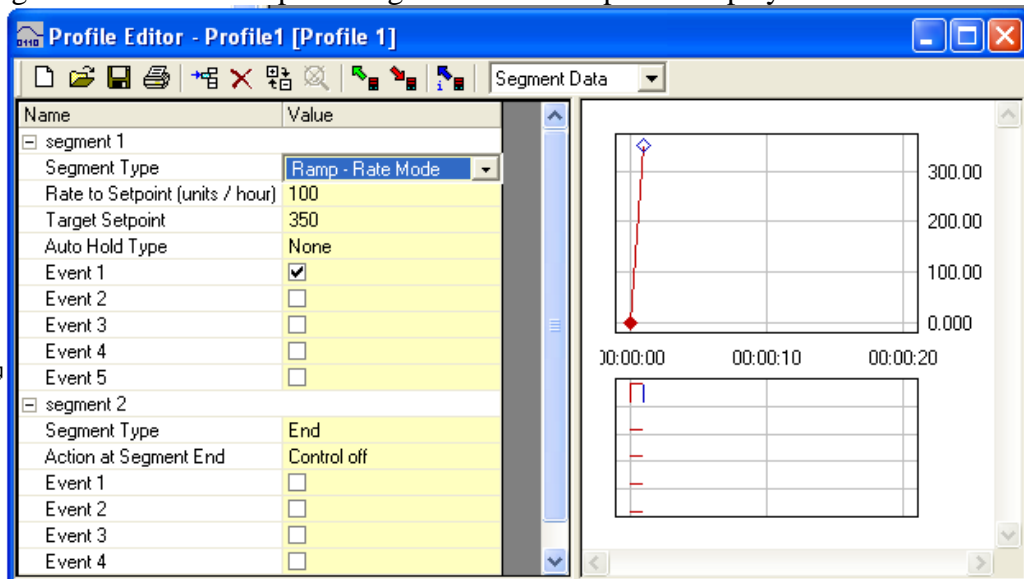 Profile Editor - Profile1 [Profile 1]
Segment Data
Name Value
segment 1
Segment Type Ramp - Rate Mode
Rate to Setpoint (units / hour) 100
Target Setpoint 350
Auto Hold Type None
Event 1
Event 2
Event 3
Event 4
Event 5
segment 2
Segment Type End
Action at Segment End Control off
Event 1
Event 2
Event 3
Event 4
300.00
200.00
100.00
0.000
00:00:00 00:00:10 00:00:20